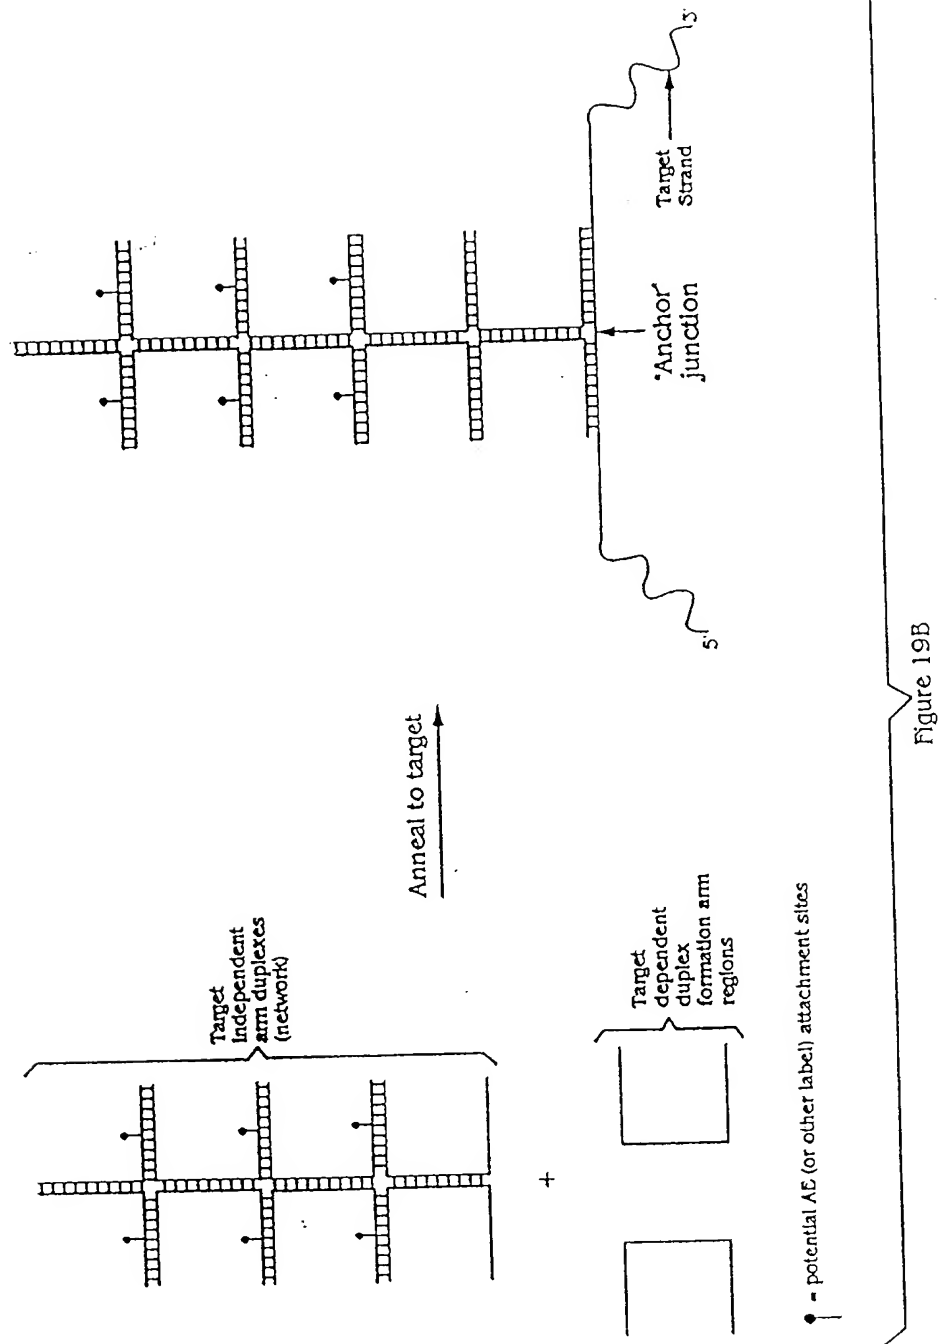 Target
Independent
arm duplexes
(network)
+
Target
dependent
duplex
formation arm
regions
= potential AE (or other label) attachment sites
Anneal to target
5'
"Anchor"
junction
Target
Strand
3'
Figure 19B